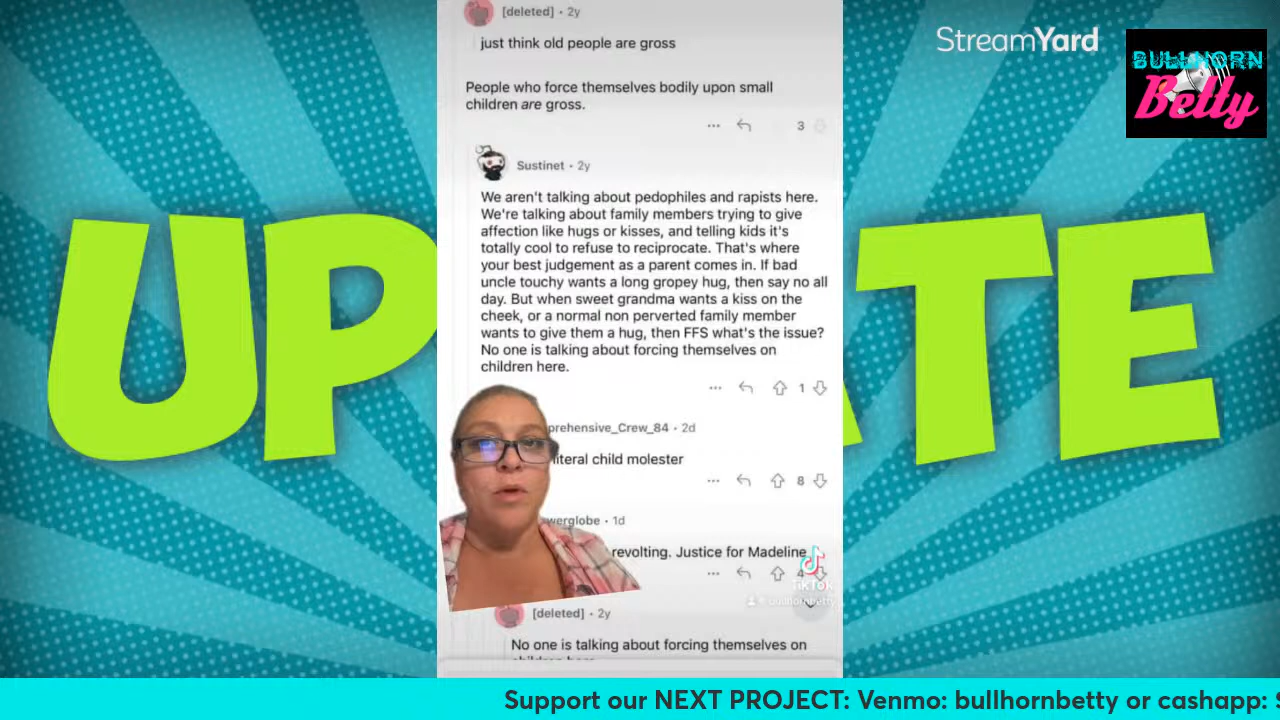 [deleted] · 2y
just think old people are gross
People who force themselves bodily upon small
children are gross.
3
Sustinet · 2y
We aren't talking about pedophiles and rapists here.
We're talking about family members trying to give
affection like hugs or kisses, and telling kids it's
totally cool to refuse to reciprocate. That's where
your best judgement as a parent comes in. If bad
uncle touchy wants a long gropey hug, then say no all
day. But when sweet grandma wants a kiss on the
cheek, or a normal non perverted family member
wants to give them a hug, then FFS what's the issue?
No one is talking about forcing themselves on
children here.
1
prehensive_Crew_84 · 2d
literal child molester
8
werglobe · 1d
revolting. Justice for Madeline
4
[deleted] · 2y
No one is talking about forcing themselves on
children here.
StreamYard
BULLHORN
Betty
UP ATE
TikTok
bullhornbetty
Support our NEXT PROJECT: Venmo: bullhornbetty or cashapp: $